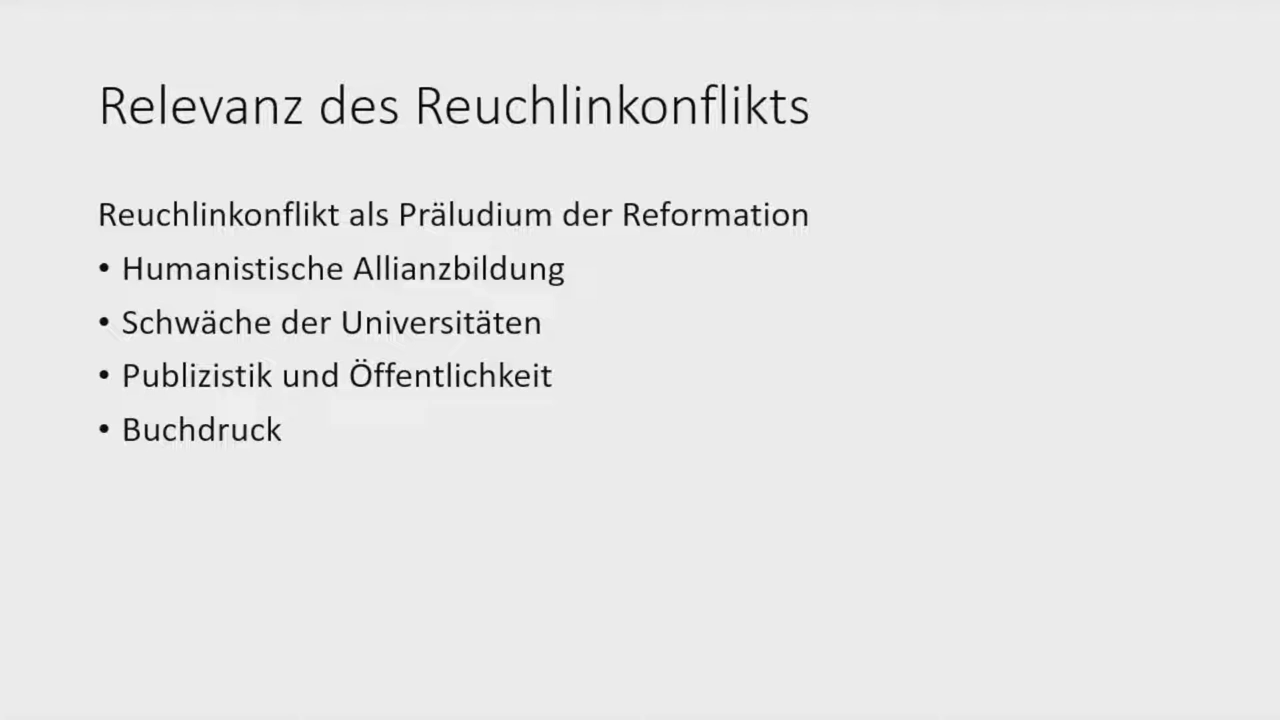 Relevanz des Reuchlinkonflikts
Reuchlinkonflikt als Präludium der Reformation
• Humanistische Allianzbildung
• Schwäche der Universitäten
• Publizistik und Öffentlichkeit
• Buchdruck